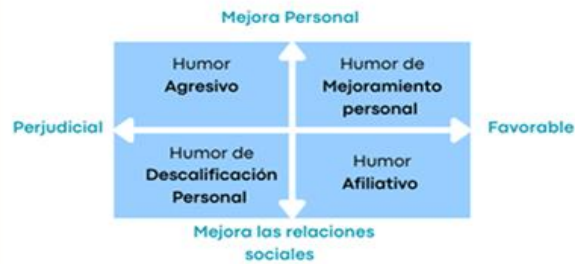 Mejora Personal
Humor
Agresivo
Humor de
Mejoramiento
personal
Perjudicial
Favorable
Humor de
Descalificación
Personal
Humor
Afiliativo
Mejora las relaciones
sociales